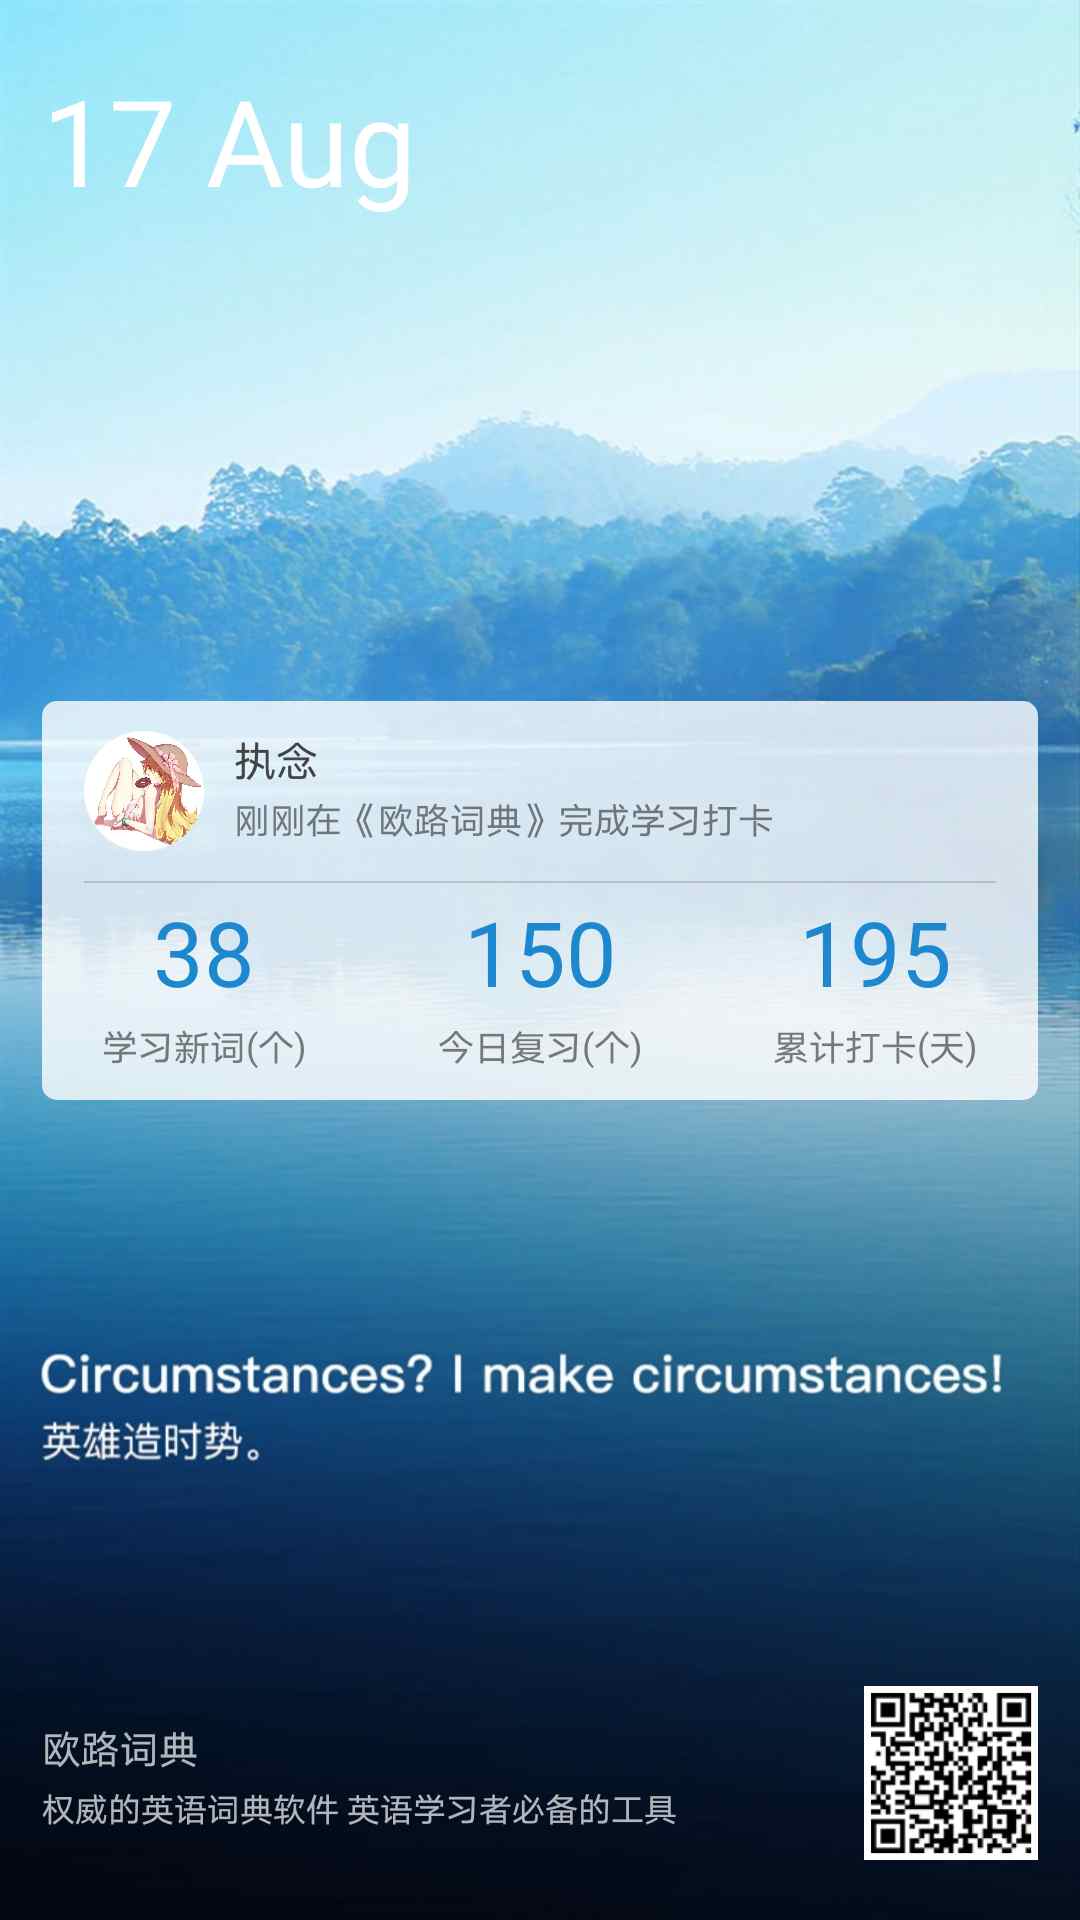 17 Aug
执念
刚刚在《欧路词典》完成学习打卡
38 150 195
学习新词(个) 今日复习(个) 累计打卡(天)
Circumstances? I make circumstances!
英雄造时势。
欧路词典
权威的英语词典软件 英语学习者必备的工具